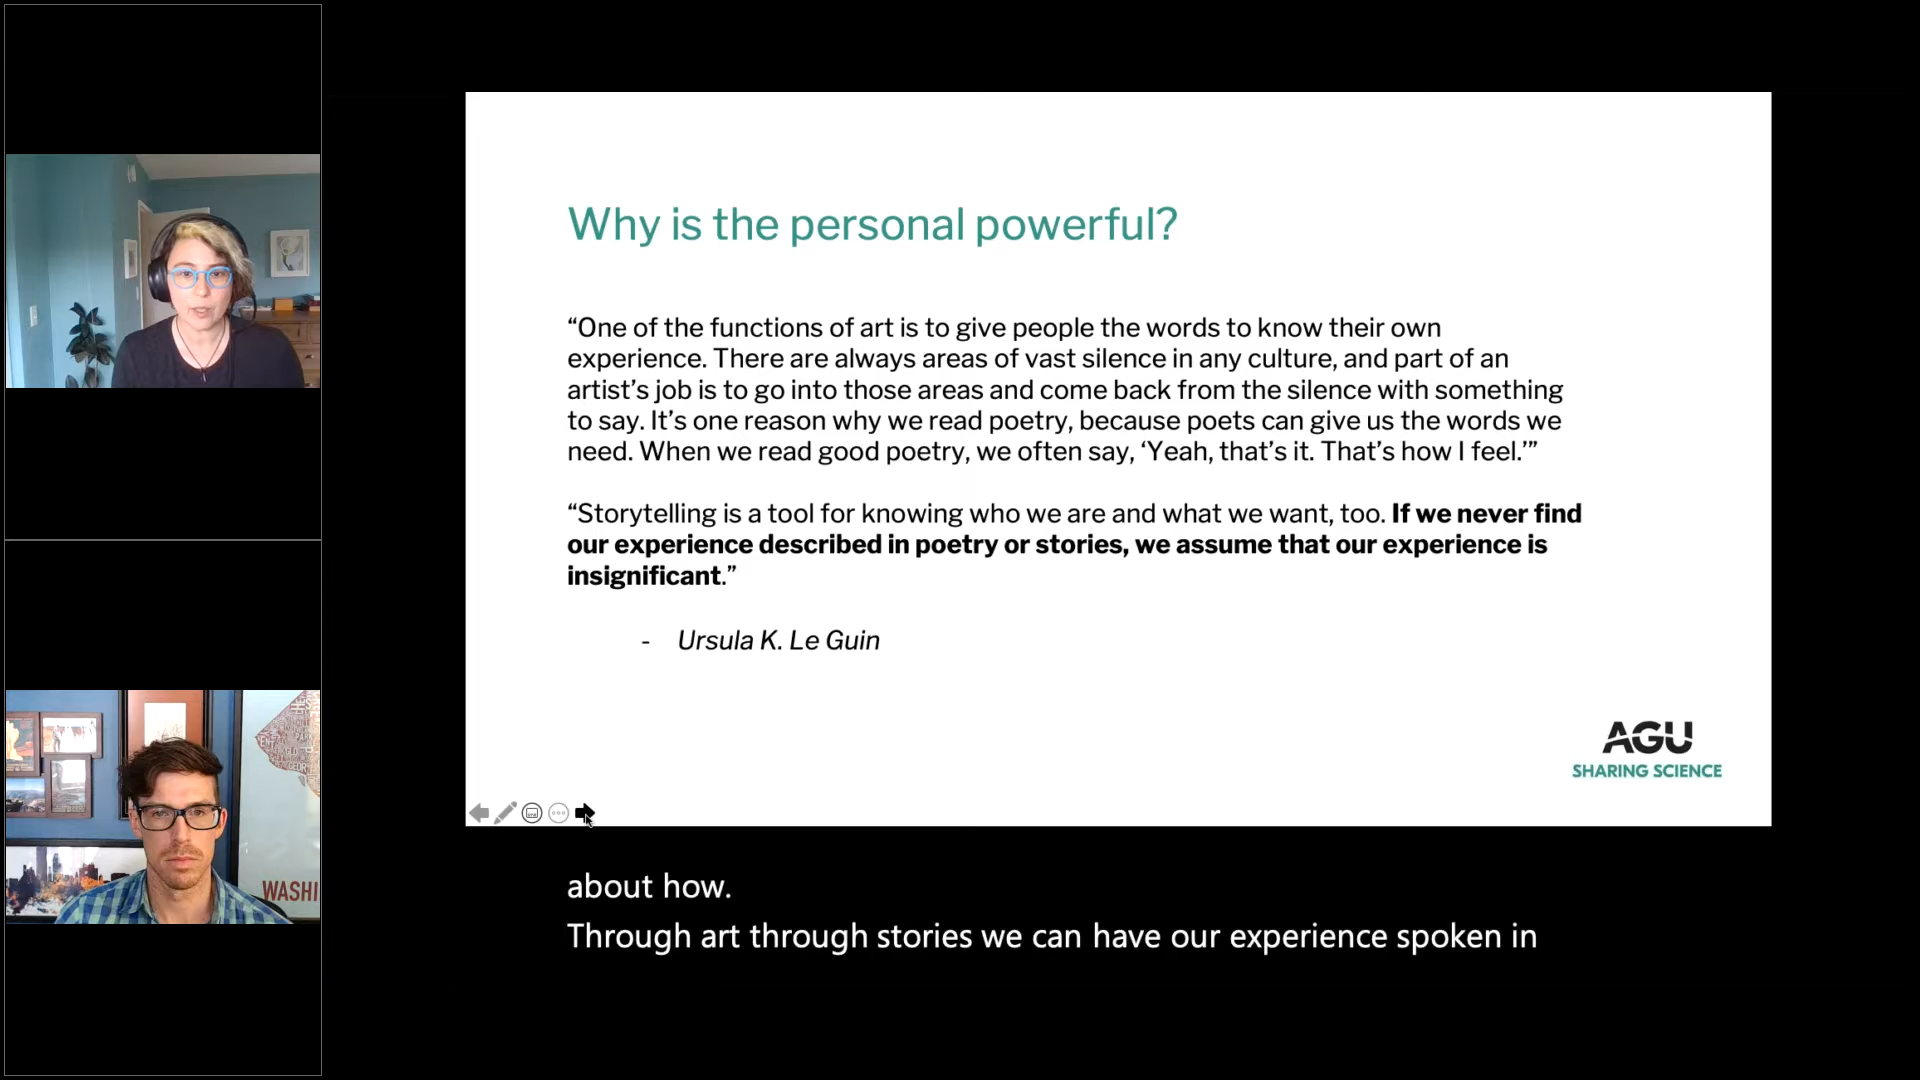 Why is the personal powerful?
“One of the functions of art is to give people the words to know their own
experience. There are always areas of vast silence in any culture, and part of an
artist’s job is to go into those areas and come back from the silence with something
to say. It’s one reason why we read poetry, because poets can give us the words we
need. When we read good poetry, we often say, ‘Yeah, that’s it. That’s how I feel.’”
“Storytelling is a tool for knowing who we are and what we want, too. If we never find
our experience described in poetry or stories, we assume that our experience is
insignificant.”
- Ursula K. Le Guin
AGU
SHARING SCIENCE
WASHI
about how.
Through art through stories we can have our experience spoken in